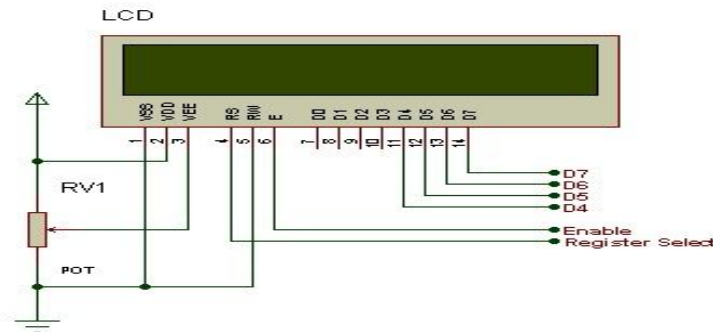 LCD
VSS
VDD
VEE
RS
RW
E
D0
D1
D2
D3
D4
D5
D6
D7
1
2
3
4
5
6
7
8
9
10
11
12
13
14
RV1
POT
D7
D6
D5
D4
Enable
Register Select